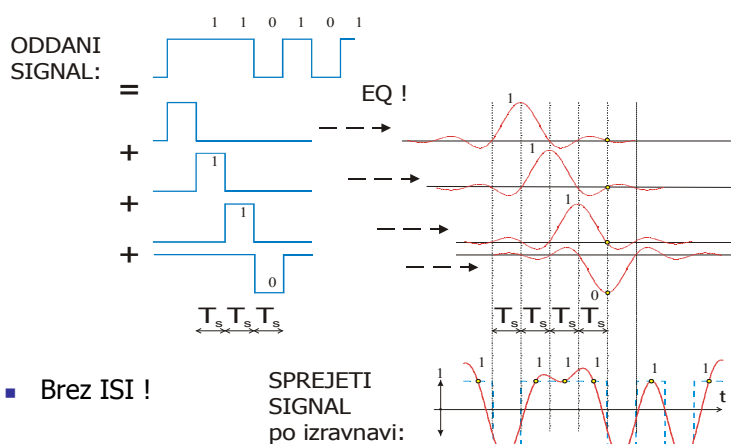 1 1 0 1 0 1
ODDANI
SIGNAL:
=
EQ !
1
+
1
1
+
1
1
+
0
0
Ts Ts Ts
Ts Ts Ts Ts
1 1 1 1 1 1 1 1
▪ Brez ISI !
SPREJETI
SIGNAL
po izravnavi:
t